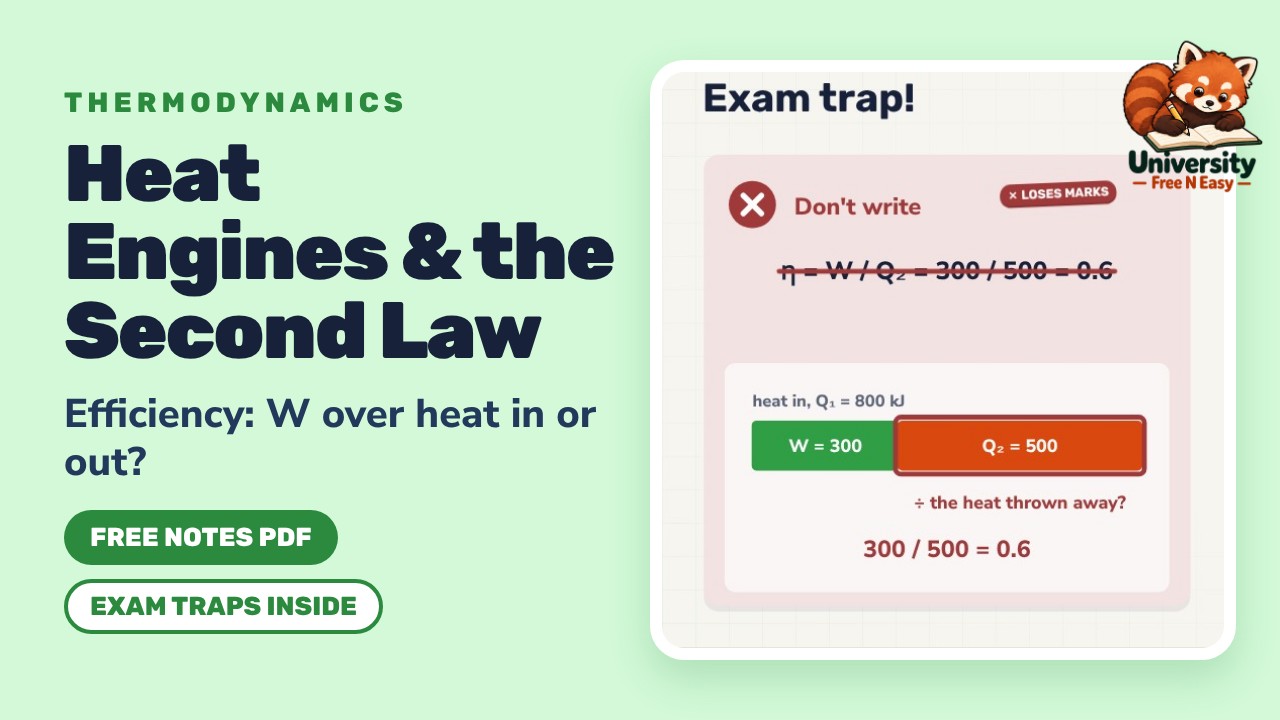 THERMODYNAMICS
Heat
Engines & the
Second Law
Efficiency: W over heat in or
out?
FREE NOTES PDF
EXAM TRAPS INSIDE
Exam trap!
Don't write
× LOSES MARKS
η = W / Q₂ = 300 / 500 = 0.6
heat in, Q₁ = 800 kJ
W = 300
Q₂ = 500
÷ the heat thrown away?
300 / 500 = 0.6
University
Free N Easy